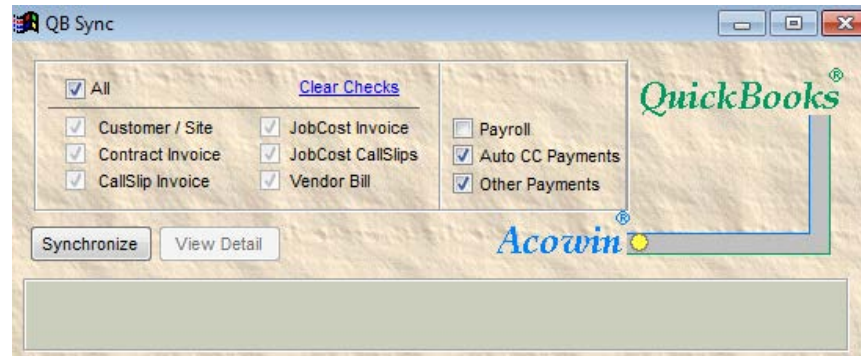 QB Sync
All
Clear Checks
Customer / Site
JobCost Invoice
Payroll
Contract Invoice
JobCost CallSlips
Auto CC Payments
CallSlip Invoice
Vendor Bill
Other Payments
QuickBooks®
Synchronize
View Detail
Acowin®